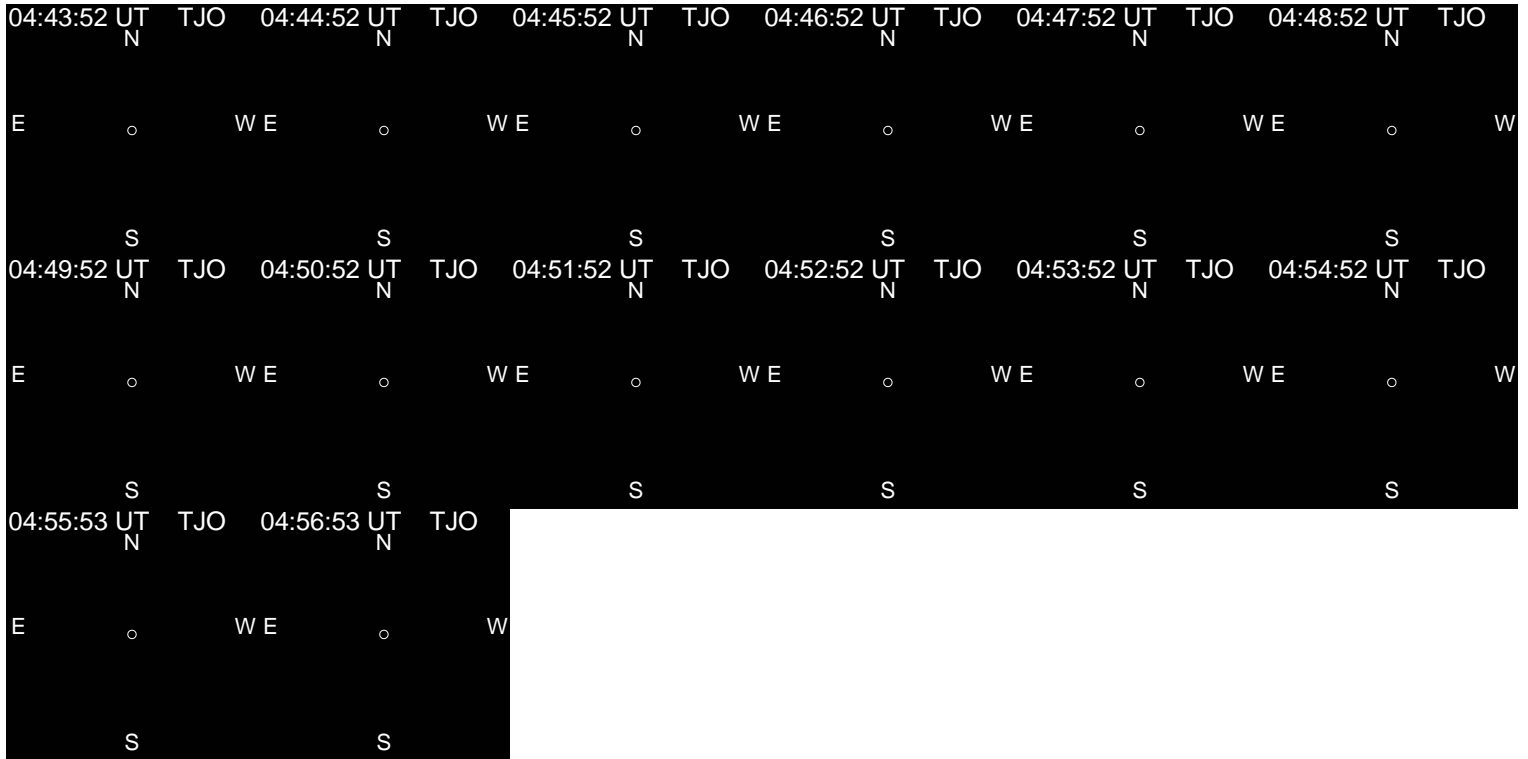 04:43:52 UT TJO 04:44:52 UT TJO 04:45:52 UT TJO 04:46:52 UT TJO 04:47:52 UT TJO 04:48:52 UT TJO
N N N N N N
E W E W E W E W E W E W
S S S S S S
04:49:52 UT TJO 04:50:52 UT TJO 04:51:52 UT TJO 04:52:52 UT TJO 04:53:52 UT TJO 04:54:52 UT TJO
N N N N N N
E W E W E W E W E W E W
S S S S S S
04:55:53 UT TJO 04:56:53 UT TJO
N N
E W E W
S S